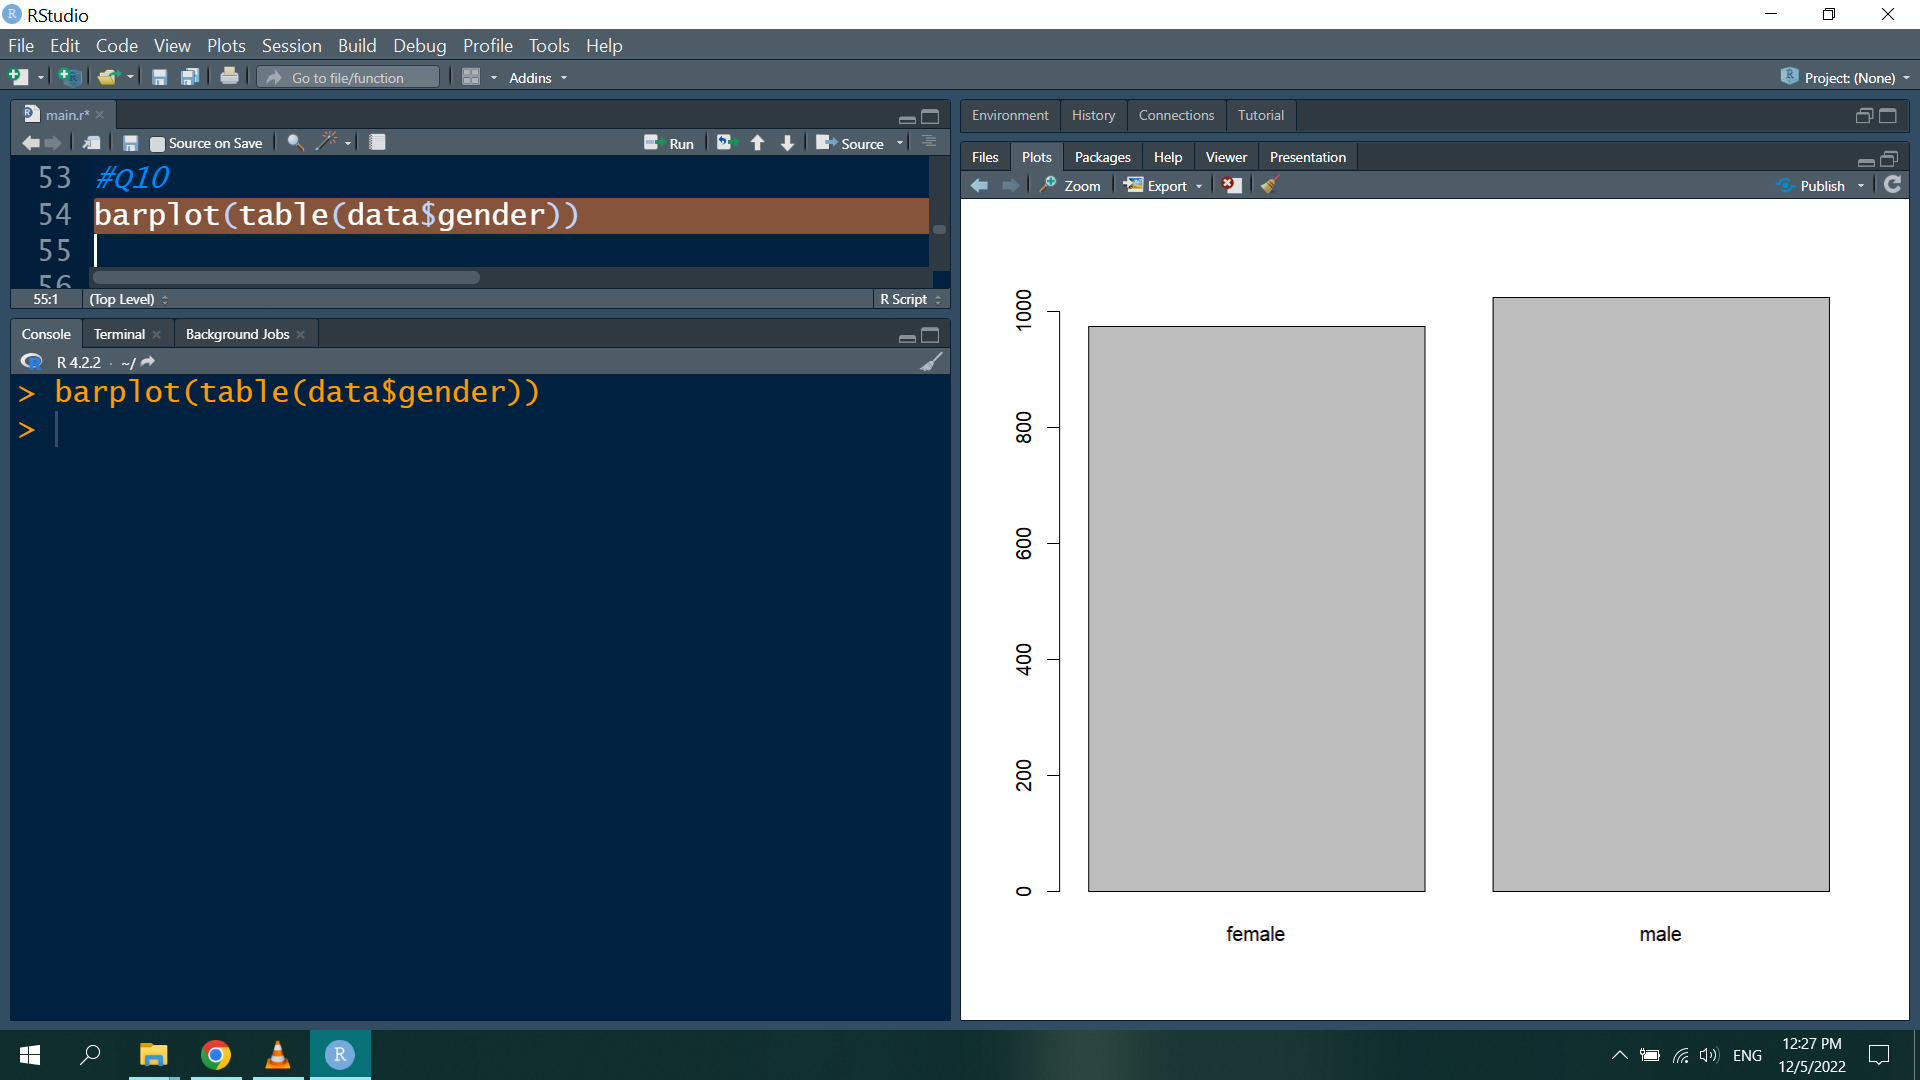 RStudio
File Edit Code View Plots Session Build Debug Profile Tools Help
Go to file/function Addins Project: (None)
main.r*
Source on Save Run Source
53 #Q10
54 barplot(table(data$gender))
55
56
55:1 (Top Level) R Script
Console Terminal Background Jobs
R 4.2.2 · ~/
> barplot(table(data$gender))
>
Environment History Connections Tutorial
Files Plots Packages Help Viewer Presentation
Zoom Export Publish
1000
800
600
400
200
0
female male
ENG
12:27 PM
12/5/2022